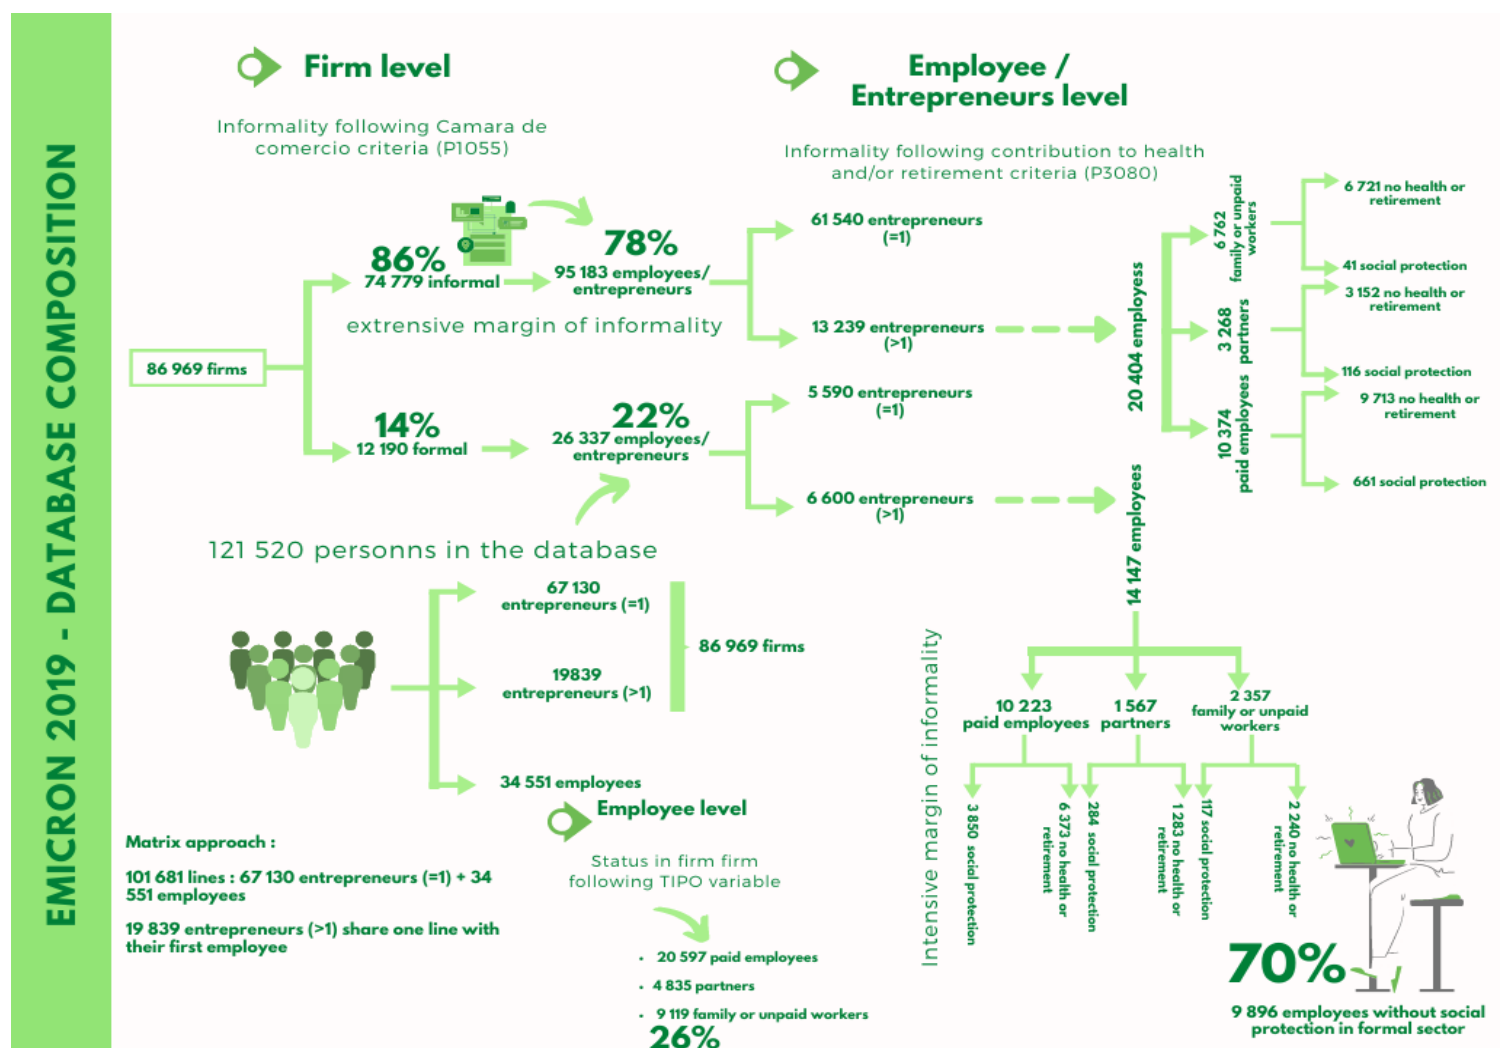 EMICRON 2019 - DATABASE COMPOSITION
Firm level
Informality following Camara de
comercio criteria (P1055)
86 969 firms
86%
74 779 informal
78%
95 183 employees/
entrepreneurs
extrensive margin of informality
14%
12 190 formal
22%
26 337 employees/
entrepreneurs
Employee /
Entrepreneurs level
Informality following contribution to health
and/or retirement criteria (P3080)
61 540 entrepreneurs
(=1)
13 239 entrepreneurs
(>1)
5 590 entrepreneurs
(=1)
6 600 entrepreneurs
(>1)
20 404 employess
6 762
family or unpaid
workers
3 268
partners
10 374
paid employees
6 721 no health or
retirement
41 social protection
3 152 no health or
retirement
116 social protection
9 713 no health or
retirement
661 social protection
14 147 employees
Intensive margin of informality
10 223
paid employees
1 567
partners
2 357
family or unpaid
workers
3 850 social protection
6 373 no health or
retirement
284 social protection
1 283 no health or
retirement
117 social protection
2 240 no health or
retirement
70%
9 896 employees without social
protection in formal sector
121 520 personns in the database
67 130
entrepreneurs (=1)
19839
entrepreneurs (>1)
86 969 firms
34 551 employees
Employee level
Status in firm firm
following TIPO variable
• 20 597 paid employees
• 4 835 partners
• 9 119 family or unpaid workers
26%
Matrix approach :
101 681 lines : 67 130 entrepreneurs (=1) + 34
551 employees
19 839 entrepreneurs (>1) share one line with
their first employee